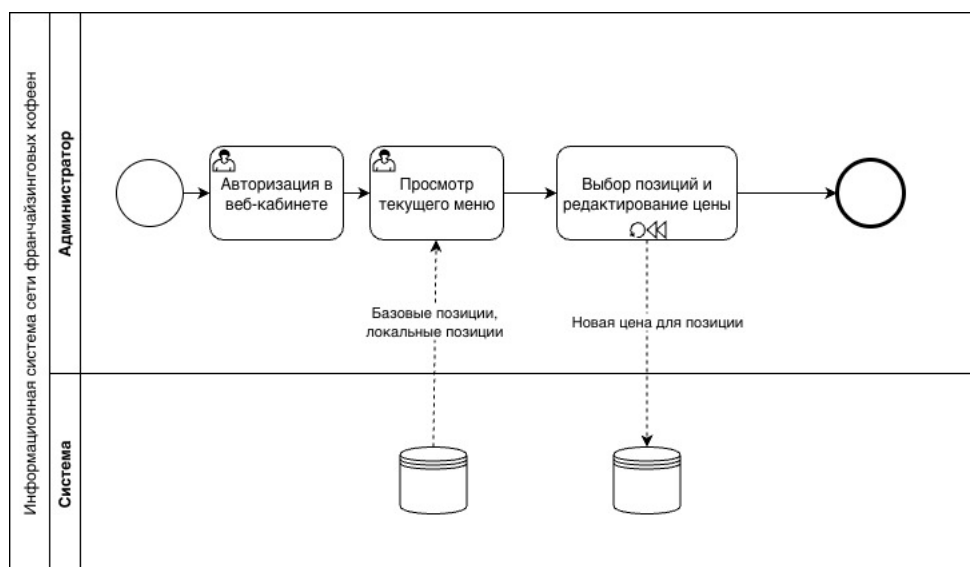 Информационная система сети франчайзинговых кофеен
Администратор
Авторизация в
веб-кабинете
Просмотр
текущего меню
Выбор позиций и
редактирование цены
Базовые позиции,
локальные позиции
Новая цена для позиции
Система